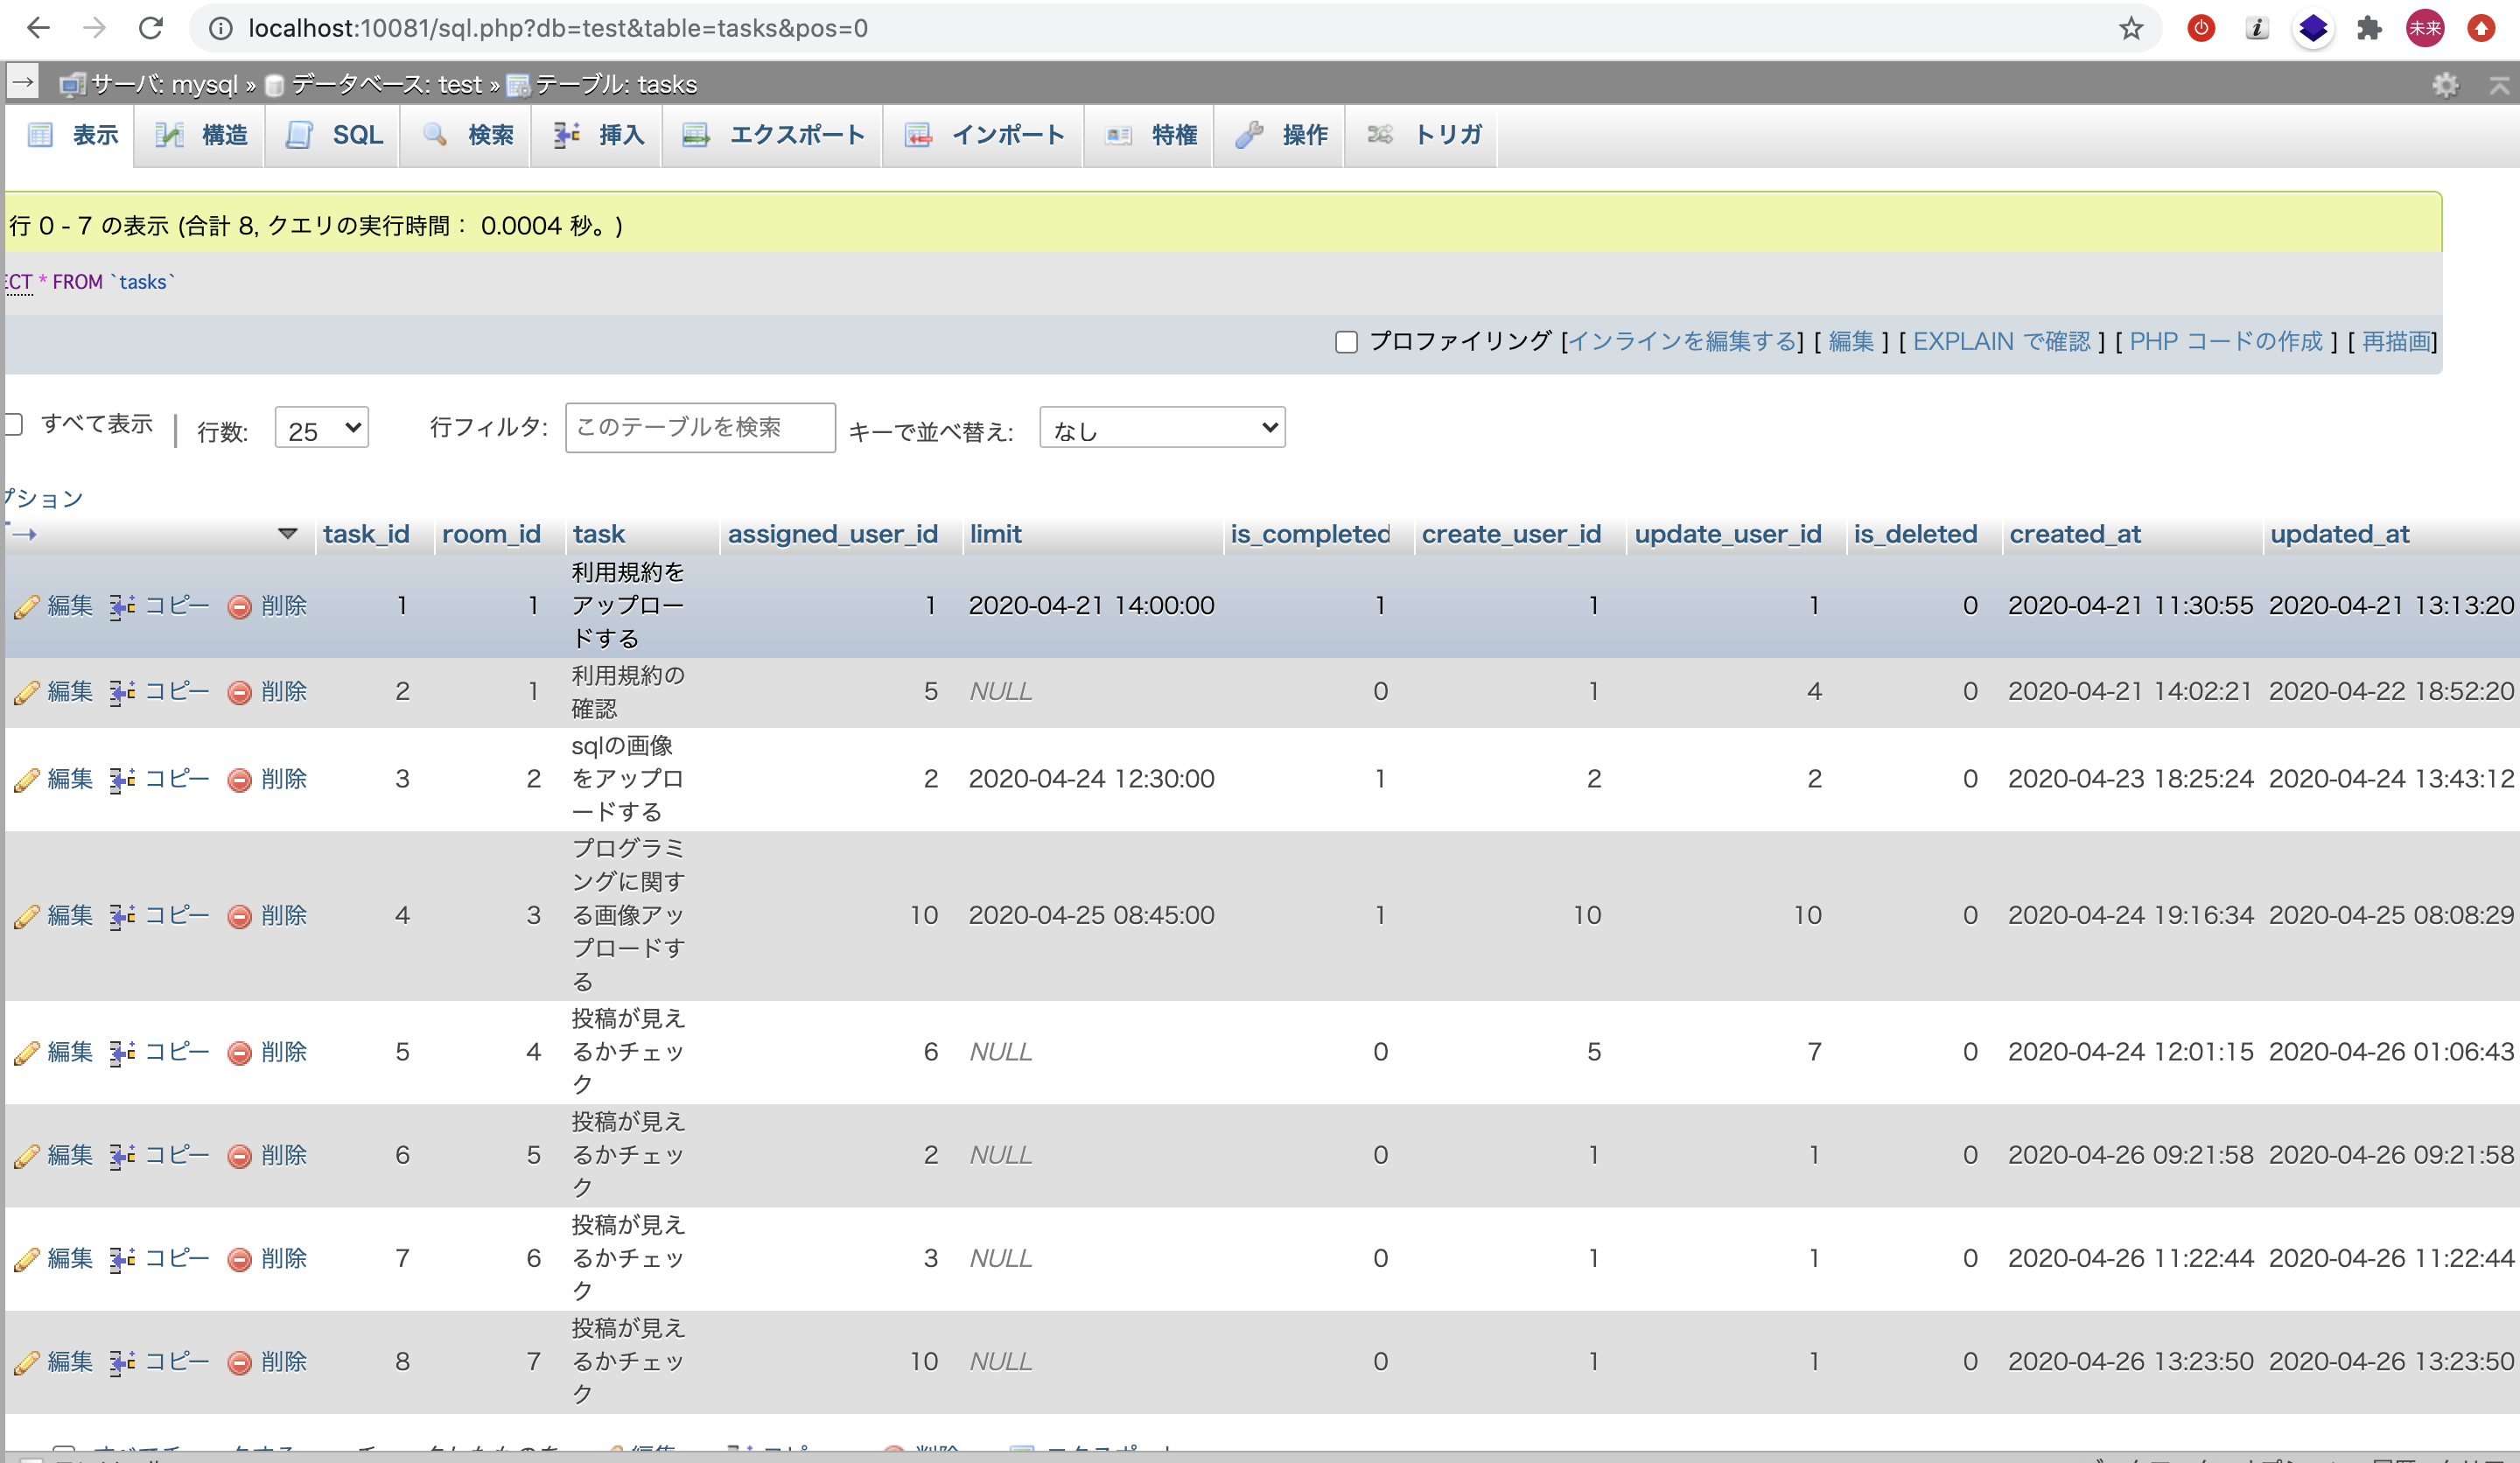 localhost:10081/sql.php?db=test&table=tasks&pos=0
未来
サーバ: mysql » データベース: test » テーブル: tasks
表示 構造 SQL 検索 挿入 エクスポート インポート 特権 操作 トリガ
行 0 - 7 の表示 (合計 8, クエリの実行時間： 0.0004 秒。)
ECT * FROM `tasks`
プロファイリング [インラインを編集する] [ 編集 ] [ EXPLAIN で確認 ] [ PHP コードの作成 ] [ 再描画]
すべて表示 | 行数: 25 行フィルタ: このテーブルを検索 キーで並べ替え: なし
プション
task_id room_id task assigned_user_id limit is_completed create_user_id update_user_id is_deleted created_at updated_at
編集 コピー 削除 1 1 利用規約を
アップロー
ドする 1 2020-04-21 14:00:00 1 1 1 0 2020-04-21 11:30:55 2020-04-21 13:13:20
編集 コピー 削除 2 1 利用規約の
確認 5 NULL 0 1 4 0 2020-04-21 14:02:21 2020-04-22 18:52:20
編集 コピー 削除 3 2 sqlの画像
をアップロ
ードする 2 2020-04-24 12:30:00 1 2 2 0 2020-04-23 18:25:24 2020-04-24 13:43:12
編集 コピー 削除 4 3 プログラミ
ングに関す
る画像アッ
プロードす
る 10 2020-04-25 08:45:00 1 10 10 0 2020-04-24 19:16:34 2020-04-25 08:08:29
編集 コピー 削除 5 4 投稿が見え
るかチェッ
ク 6 NULL 0 5 7 0 2020-04-24 12:01:15 2020-04-26 01:06:43
編集 コピー 削除 6 5 投稿が見え
るかチェッ
ク 2 NULL 0 1 1 0 2020-04-26 09:21:58 2020-04-26 09:21:58
編集 コピー 削除 7 6 投稿が見え
るかチェッ
ク 3 NULL 0 1 1 0 2020-04-26 11:22:44 2020-04-26 11:22:44
編集 コピー 削除 8 7 投稿が見え
るかチェッ
ク 10 NULL 0 1 1 0 2020-04-26 13:23:50 2020-04-26 13:23:50